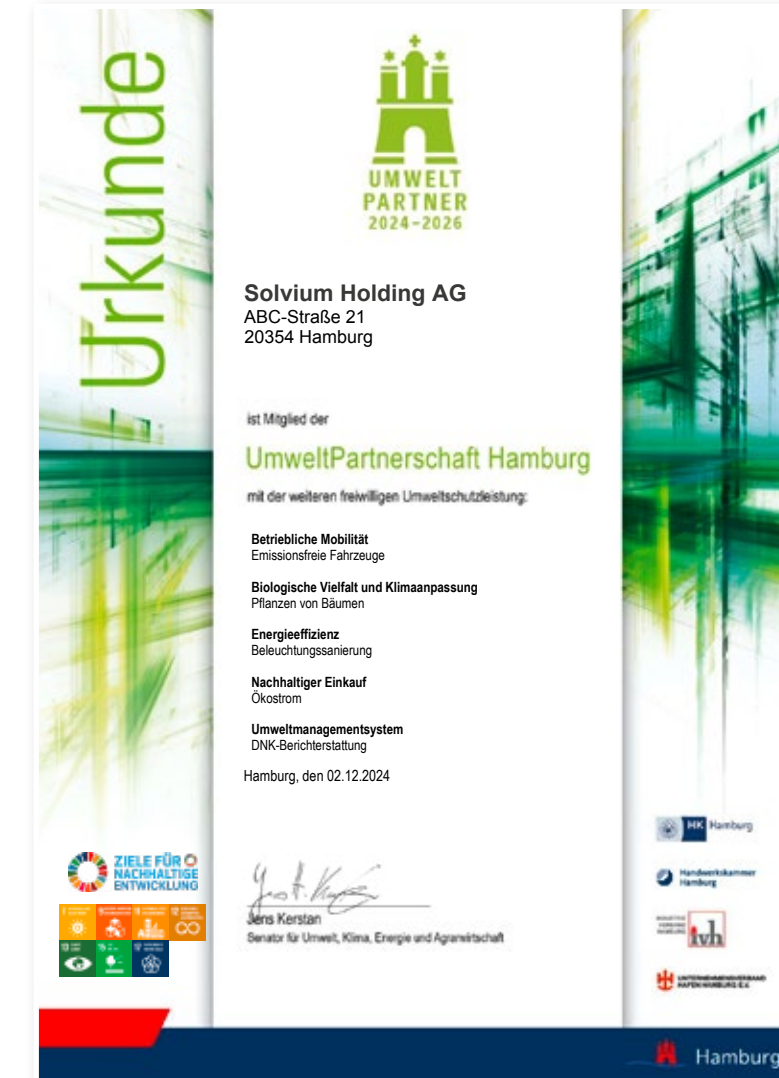 Urkunde
UMWELT
PARTNER
2024-2026
Solvium Holding AG
ABC-Straße 21
20354 Hamburg
ist Mitglied der
UmweltPartnerschaft Hamburg
mit der weiteren freiwilligen Umweltschutzleistung:
Betriebliche Mobilität
Emissionsfreie Fahrzeuge
Biologische Vielfalt und Klimaanpassung
Pflanzen von Bäumen
Energieeffizienz
Beleuchtungssanierung
Nachhaltiger Einkauf
Ökostrom
Umweltmanagementsystem
DNK-Berichterstattung
Hamburg, den 02.12.2024
Jens Kerstan
Senator für Umwelt, Klima, Energie und Agrarwirtschaft
ZIELE FÜR
NACHHALTIGE
ENTWICKLUNG
HK Hamburg
Handwerkskammer
Hamburg
ivh
UNTERNEHMENSVERBAND
HAFEN HAMBURG E.V.
Hamburg